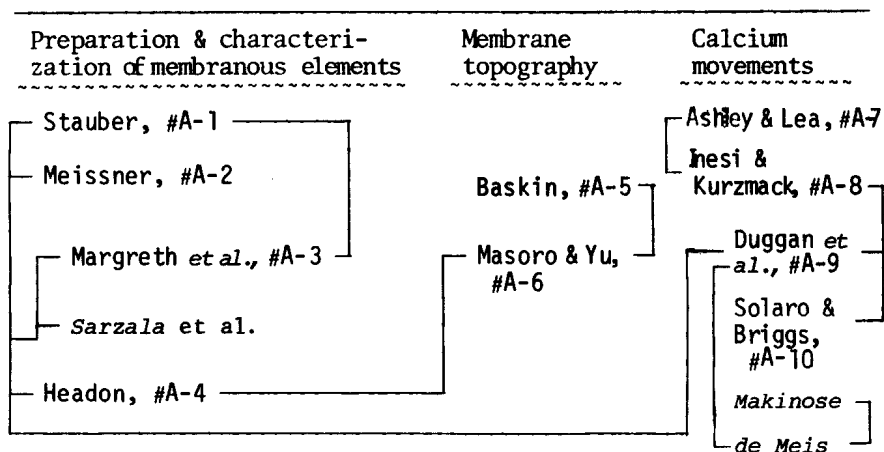 Preparation & characteri-
zation of membranous elements
Stauber, #A-1
Meissner, #A-2
Margreth et al., #A-3
Sarzala et al.
Headon, #A-4
Membrane
topography
Baskin, #A-5
Masoro & Yu,
#A-6
Calcium
movements
Ashley & Lea, #A-7
Inesi &
Kurzmack, #A-8
Duggan et
al., #A-9
Solaro &
Briggs,
#A-10
Makinose
de Meis